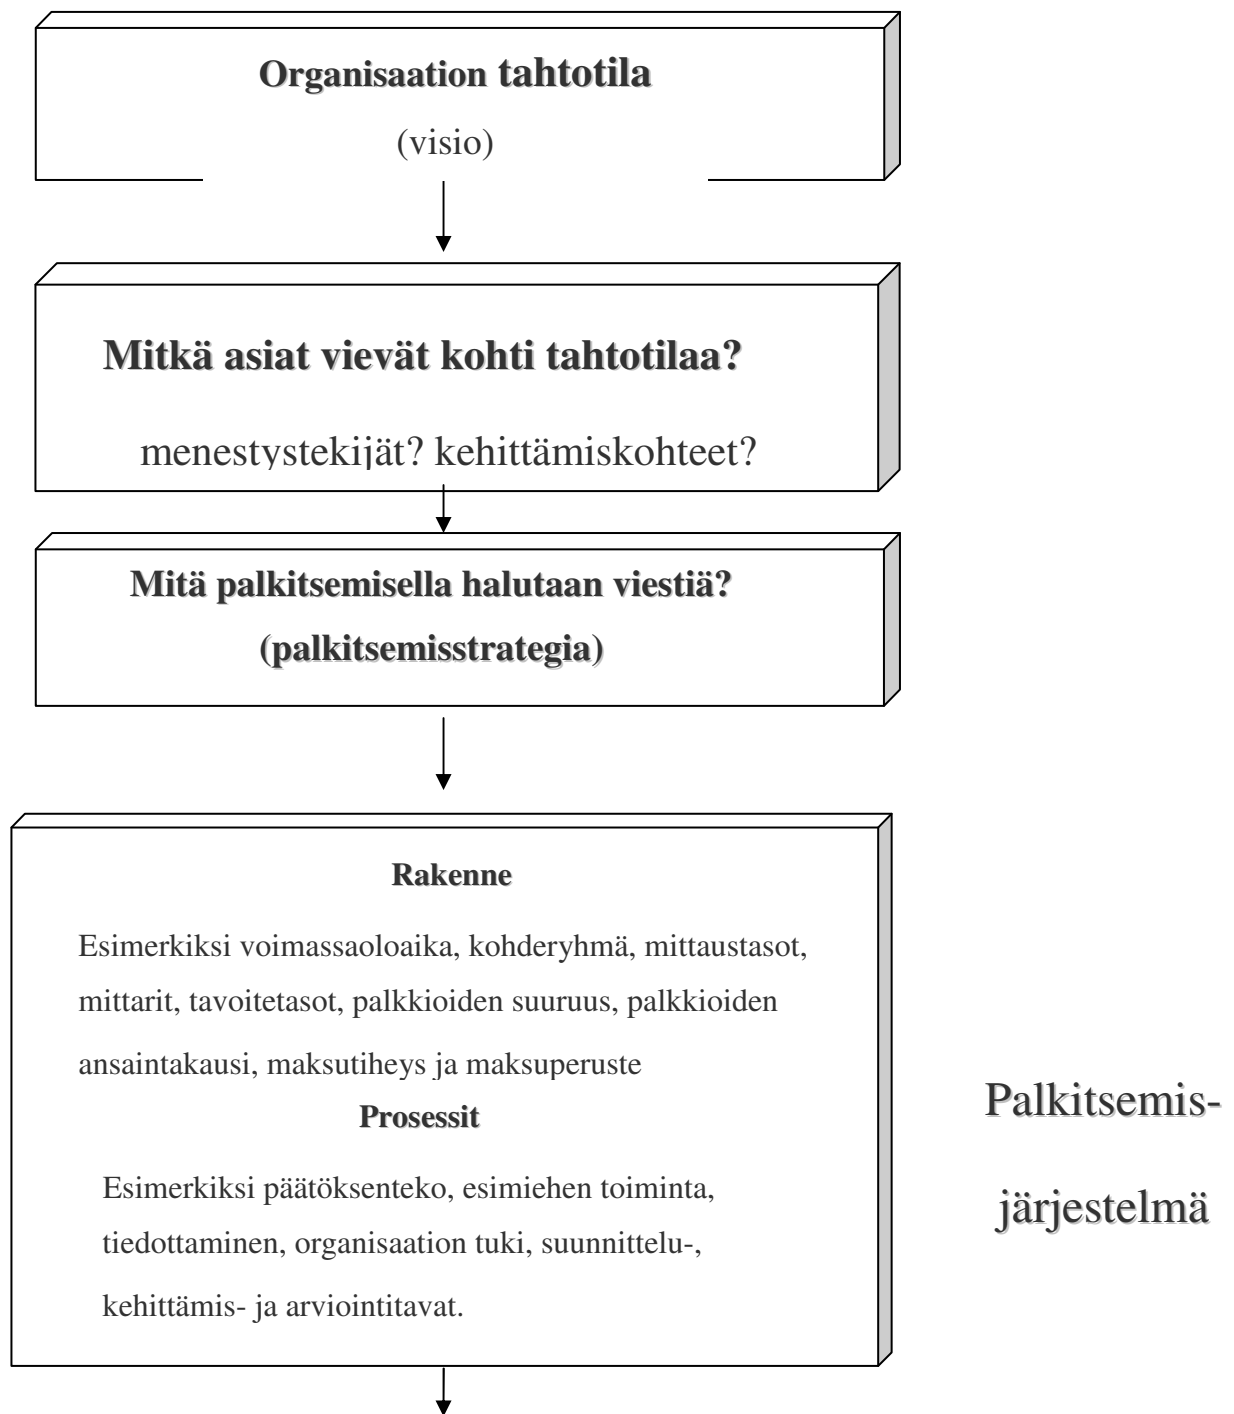 Organisaation tahtotila
(visio)
Mitkä asiat vievät kohti tahtotilaa?
menestystekijät? kehittämiskohteet?
Mitä palkitsemisella halutaan viestiä?
(palkitsemisstrategia)
Rakenne
Esimerkiksi voimassaoloaika, kohderyhmä, mittaustasot,
mittarit, tavoitetasot, palkkioiden suuruus, palkkioiden
ansaintakausi, maksutiheys ja maksuperuste
Prosessit
Esimerkiksi päätöksenteko, esimiehen toiminta,
tiedottaminen, organisaation tuki, suunnittelu-,
kehittämis- ja arviointitavat.
Palkitsemis-
järjestelmä